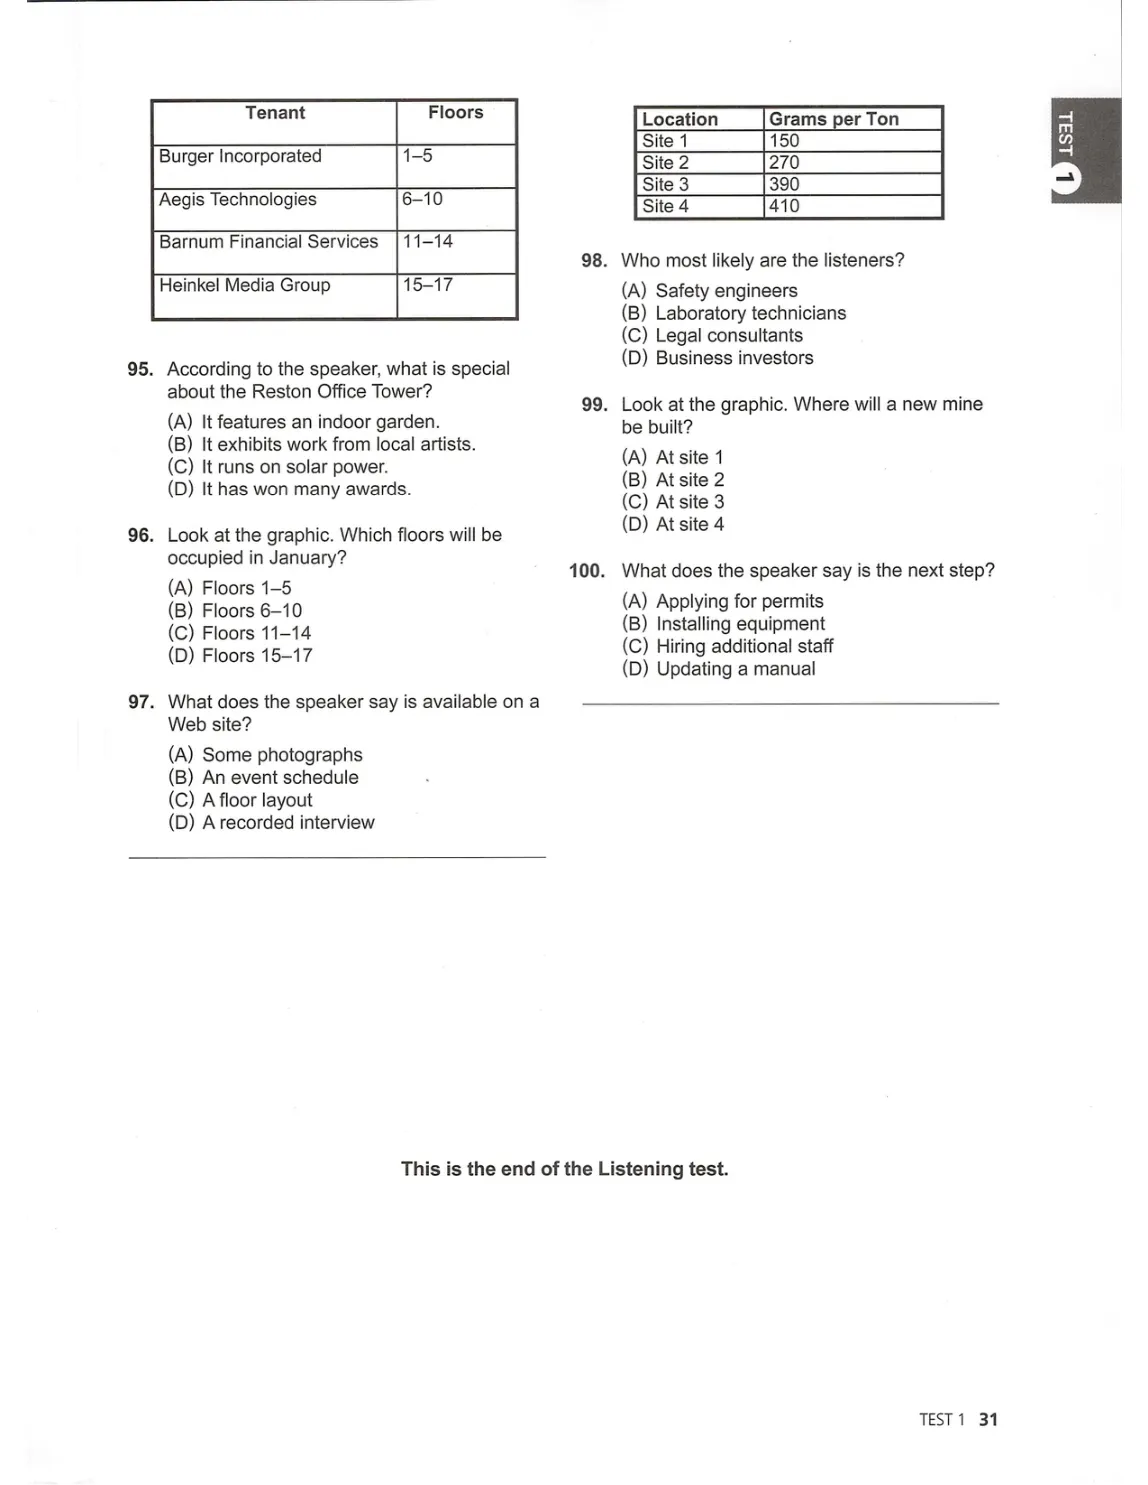 Tenant Floors
Burger Incorporated 1–5
Aegis Technologies 6–10
Barnum Financial Services 11–14
Heinkel Media Group 15–17
95. According to the speaker, what is special
about the Reston Office Tower?
(A) It features an indoor garden.
(B) It exhibits work from local artists.
(C) It runs on solar power.
(D) It has won many awards.
96. Look at the graphic. Which floors will be
occupied in January?
(A) Floors 1–5
(B) Floors 6–10
(C) Floors 11–14
(D) Floors 15–17
97. What does the speaker say is available on a
Web site?
(A) Some photographs
(B) An event schedule
(C) A floor layout
(D) A recorded interview
Location Grams per Ton
Site 1 150
Site 2 270
Site 3 390
Site 4 410
98. Who most likely are the listeners?
(A) Safety engineers
(B) Laboratory technicians
(C) Legal consultants
(D) Business investors
99. Look at the graphic. Where will a new mine
be built?
(A) At site 1
(B) At site 2
(C) At site 3
(D) At site 4
100. What does the speaker say is the next step?
(A) Applying for permits
(B) Installing equipment
(C) Hiring additional staff
(D) Updating a manual
TEST 1
This is the end of the Listening test.
TEST 1 31